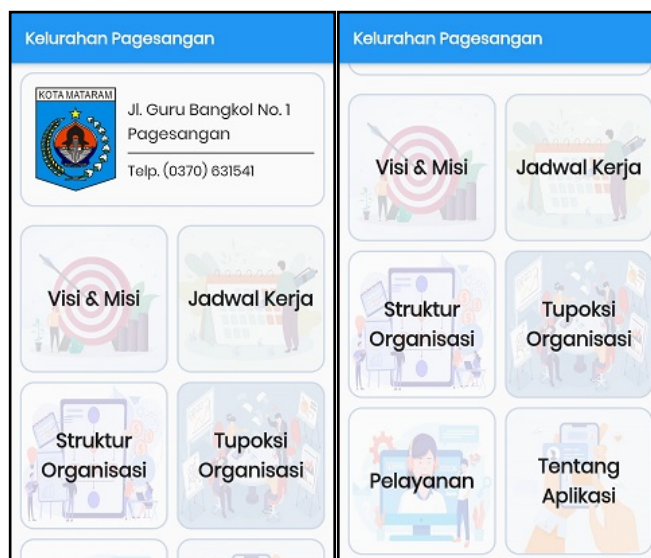 Kelurahan Pagesangan
KOTA MATARAM
Jl. Guru Bangkol No. 1
Pagesangan
Telp. (0370) 631541
Visi & Misi
Jadwal Kerja
Struktur
Organisasi
Tupoksi
Organisasi
Kelurahan Pagesangan
Visi & Misi
Jadwal Kerja
Struktur
Organisasi
Tupoksi
Organisasi
Pelayanan
Tentang
Aplikasi